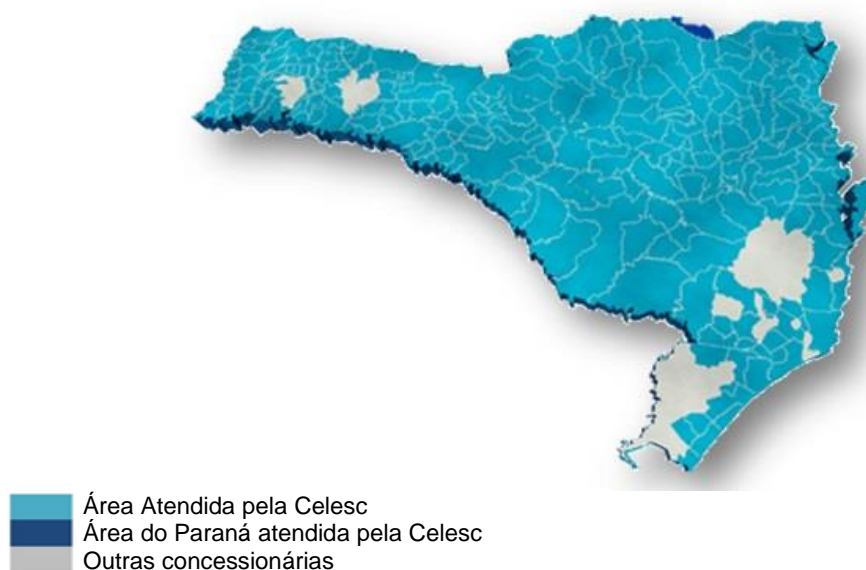 Área Atendida pela Celesc
Área do Paraná atendida pela Celesc
Outras concessionárias